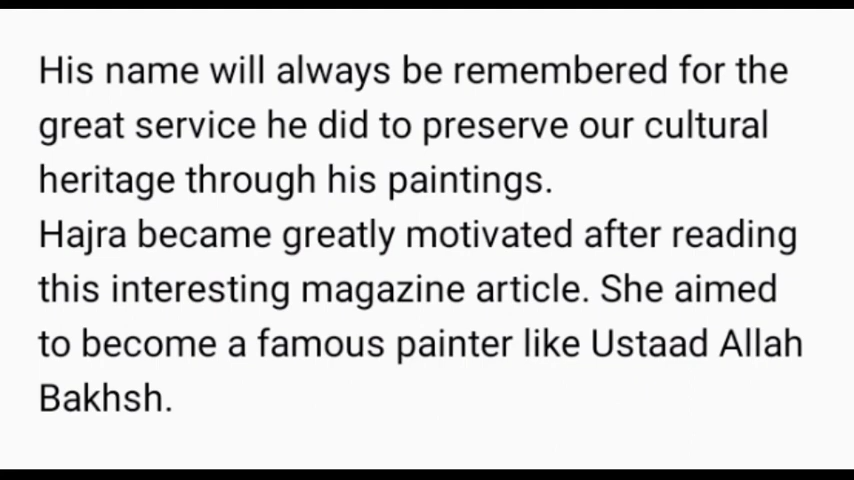 His name will always be remembered for the
great service he did to preserve our cultural
heritage through his paintings.
Hajra became greatly motivated after reading
this interesting magazine article. She aimed
to become a famous painter like Ustaad Allah
Bakhsh.